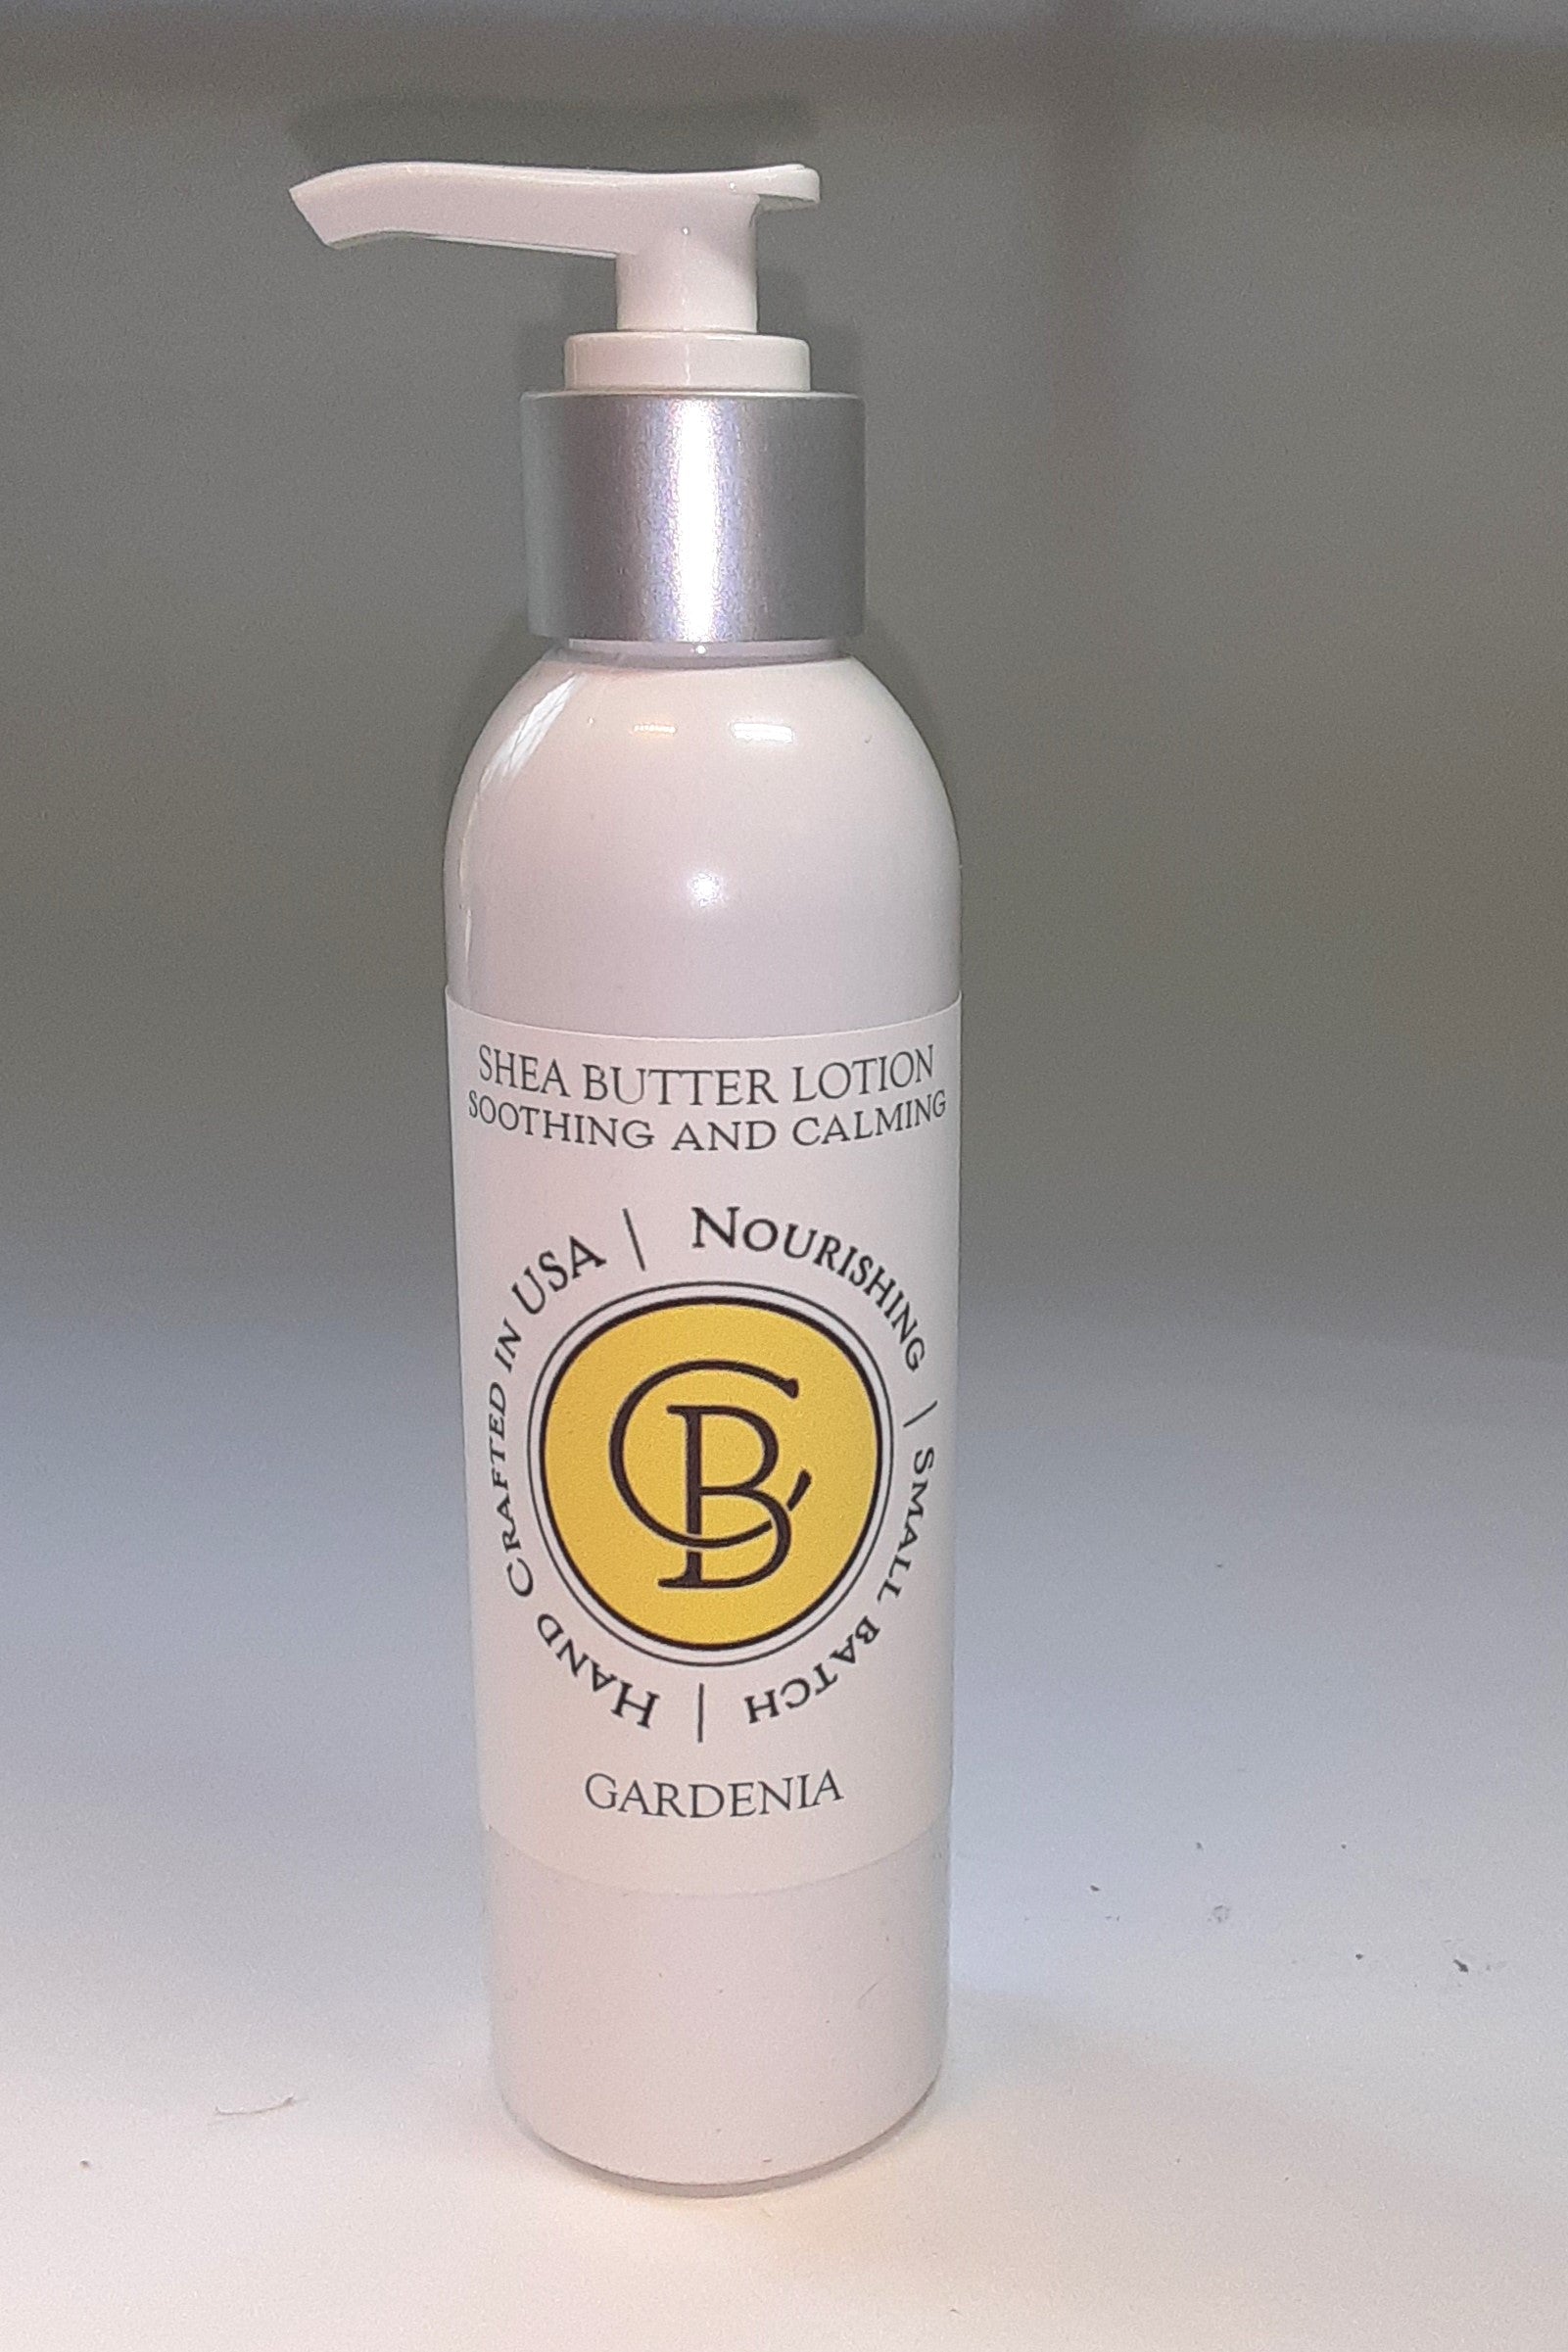 SHEA BUTTER LOTION
SOOTHING AND CALMING
HAND CRAFTED IN USA | NOURISHING | SMALL BATCH |
CB
GARDENIA